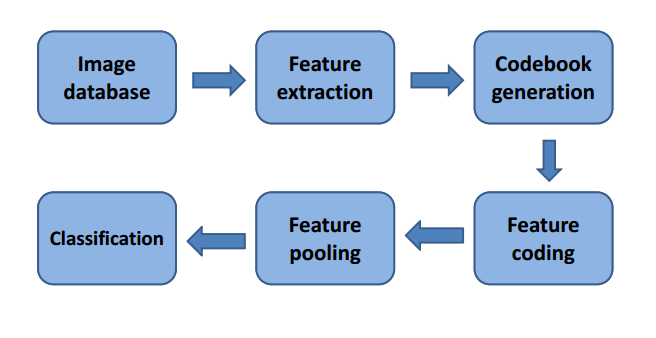 Image
database
Feature
extraction
Codebook
generation
Feature
coding
Feature
pooling
Classification